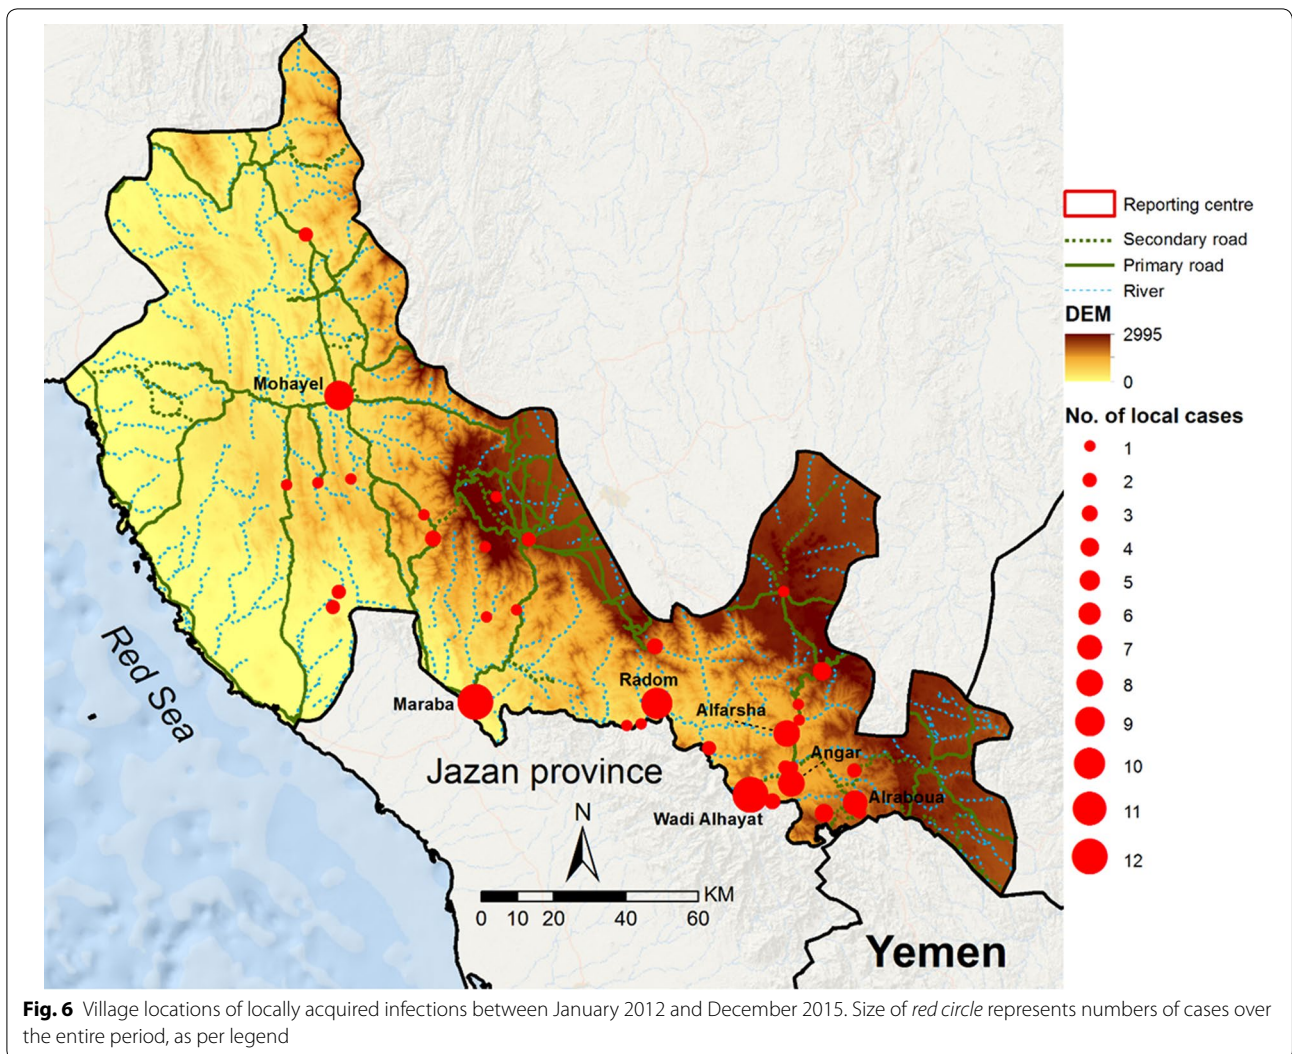 Mohayel
Maraba
Radom
Alfarsha
Angar
Alraboua
Wadi Alhayat
Red Sea
Jazan province
Yemen
N
KM
0 10 20 40 60
Reporting centre
Secondary road
Primary road
River
DEM
2995
0
No. of local cases
1
2
3
4
5
6
7
8
9
10
11
12
Fig. 6 Village locations of locally acquired infections between January 2012 and December 2015. Size of red circle represents numbers of cases over
the entire period, as per legend